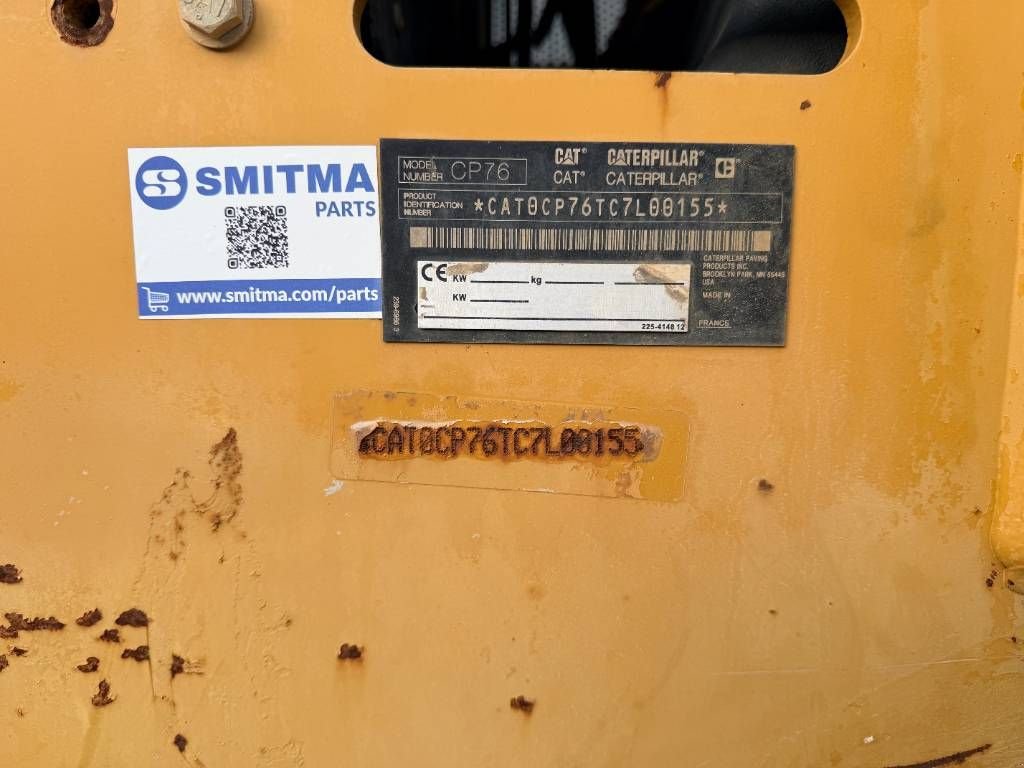 SMITMA
PARTS
www.smitma.com/parts
MODEL NUMBER CP76
CAT® CATERPILLAR®
CAT® CATERPILLAR®
PRODUCT IDENTIFICATION NUMBER *CAT0CP76TC7L00155*
CATERPILLAR PAVING
PRODUCTS INC.
BROOKLYN PARK, MN 55445
USA
MADE IN
FRANCE
CE KW kg
KW
225-4148 12
CAT0CP76TC7L00155